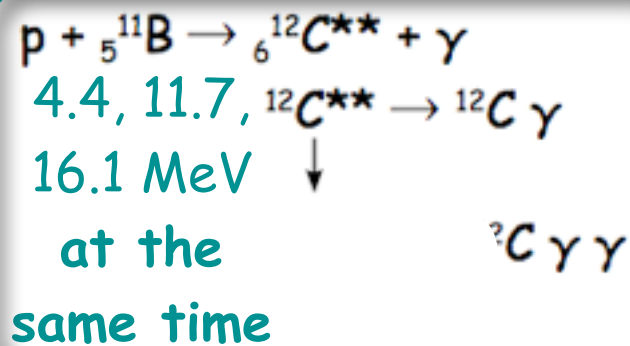 p + ₅¹¹B → ₆¹²C** + γ
4.4, 11.7, ¹²C** → ¹²C γ
16.1 MeV ↓
at the C γ γ
same time